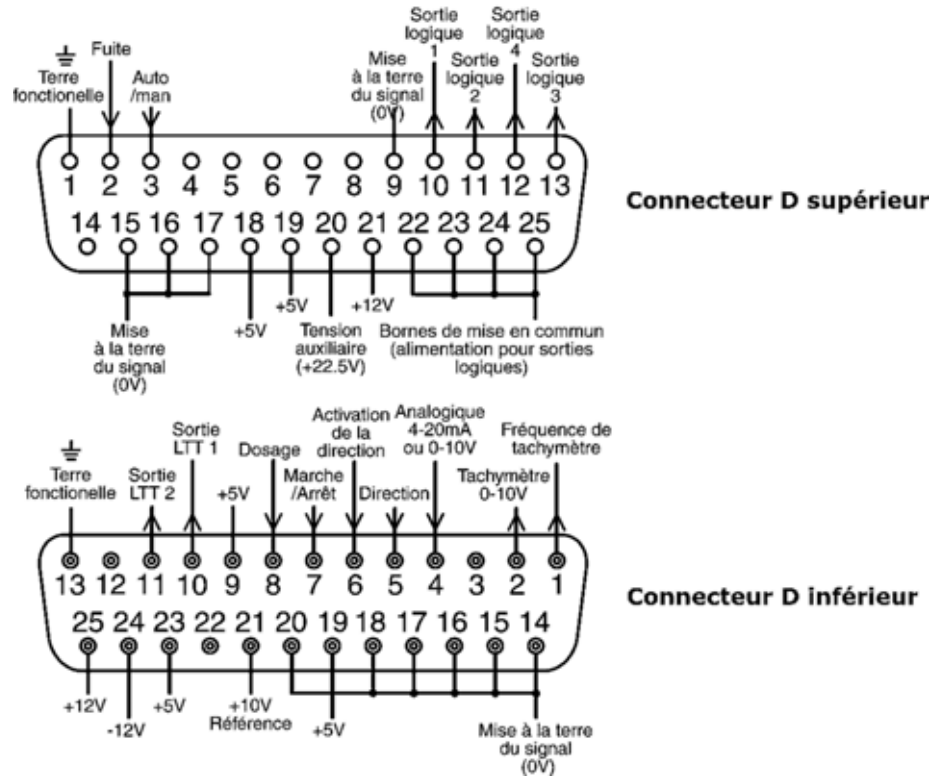 Terre
fonctionelle
Fuite
Auto
/man
Mise
à la terre
du signal
(0V)
Sortie
logique
1
Sortie
logique
2
Sortie
logique
4
Sortie
logique
3
1 2 3 4 5 6 7 8 9 10 11 12 13
14 15 16 17 18 19 20 21 22 23 24 25
Connecteur D supérieur
Mise
à la terre
du signal
(0V)
+5V
+5V
Tension
auxiliaire
(+22.5V)
+12V
Bornes de mise en commun
(alimentation pour sorties
logiques)
Terre
fonctionelle
Sortie
LTT 2
Sortie
LTT 1
+5V
Dosage
Marche
/Arrêt
Activation
de la
direction
Direction
Analogique
4-20mA
ou 0-10V
Tachymètre
0-10V
Fréquence de
tachymètre
13 12 11 10 9 8 7 6 5 4 3 2 1
25 24 23 22 21 20 19 18 17 16 15 14
Connecteur D inférieur
+12V
-12V
+5V
+10V
Référence
+5V
Mise à la terre
du signal
(0V)